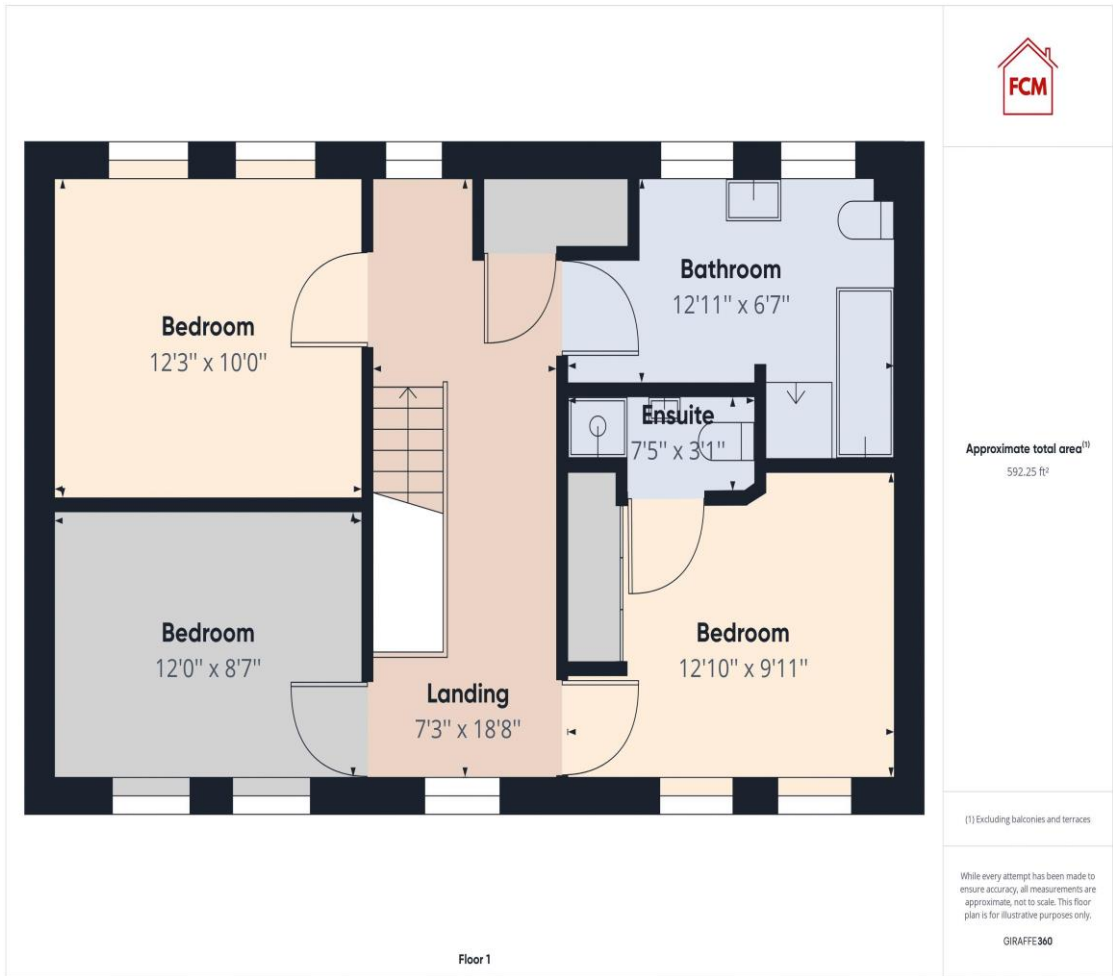 FCM
Bedroom
12'3" x 10'0"
Bathroom
12'11" x 6'7"
Ensuite
7'5" x 3'1"
Bedroom
12'0" x 8'7"
Landing
7'3" x 18'8"
Bedroom
12'10" x 9'11"
Floor 1
Approximate total area(1)
592.25 ft²
(1) Excluding balconies and terraces
While every attempt has been made to
ensure accuracy, all measurements are
approximate, not to scale. This floor
plan is for illustrative purposes only.
GIRAFFE360